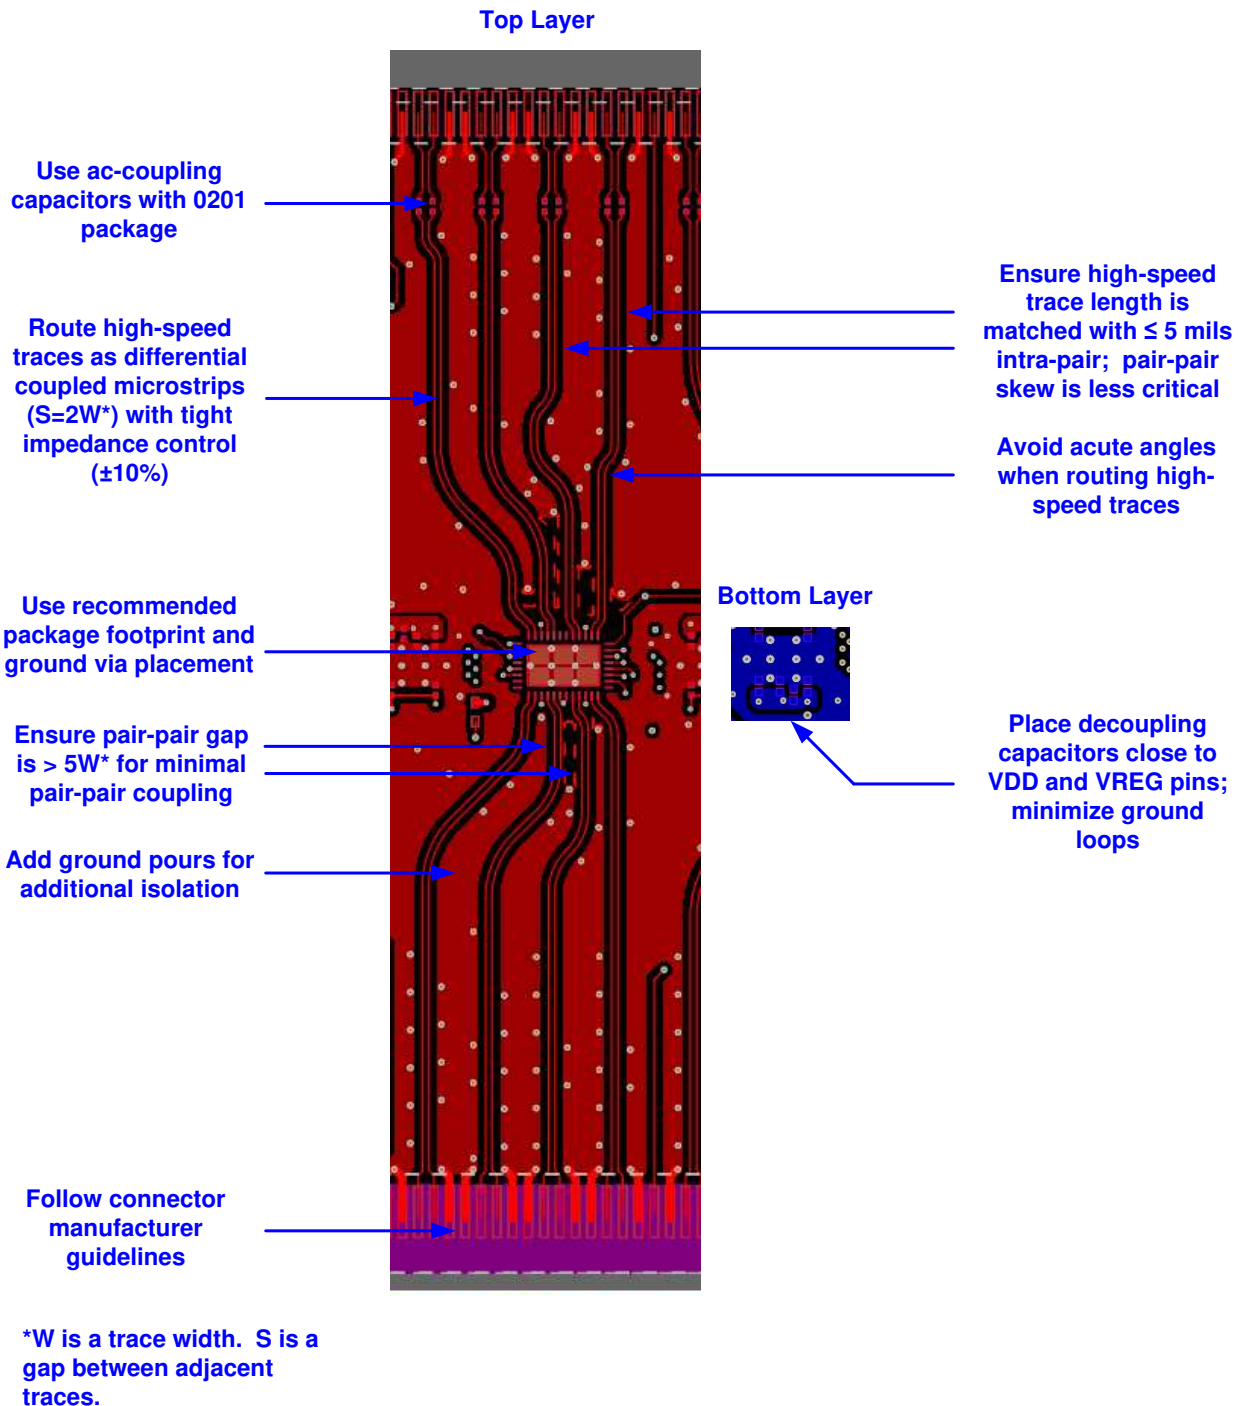 Top Layer
Use ac-coupling
capacitors with 0201
package
Route high-speed
traces as differential
coupled microstrips
(S=2W*) with tight
impedance control
(±10%)
Use recommended
package footprint and
ground via placement
Ensure pair-pair gap
is > 5W* for minimal
pair-pair coupling
Add ground pours for
additional isolation
Follow connector
manufacturer
guidelines
*W is a trace width.  S is a
gap between adjacent
traces.
Ensure high-speed
trace length is
matched with ≤ 5 mils
intra-pair;  pair-pair
skew is less critical
Avoid acute angles
when routing high-
speed traces
Bottom Layer
Place decoupling
capacitors close to
VDD and VREG pins;
minimize ground
loops